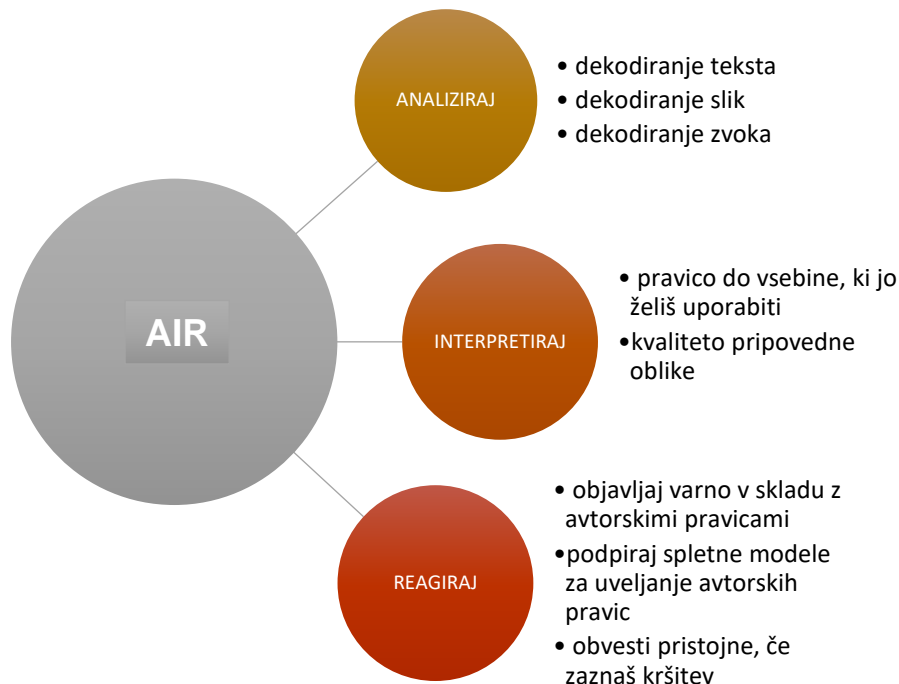 AIR
ANALIZIRAJ
• dekodiranje teksta
• dekodiranje slik
• dekodiranje zvoka
INTERPRETIRAJ
• pravico do vsebine, ki jo
želiš uporabiti
•kvaliteto pripovedne
oblike
REAGIRAJ
• objavljaj varno v skladu z
avtorskimi pravicami
•podpiraj spletne modele
za uveljanje avtorskih
pravic
• obvesti pristojne, če
zaznaš kršitev